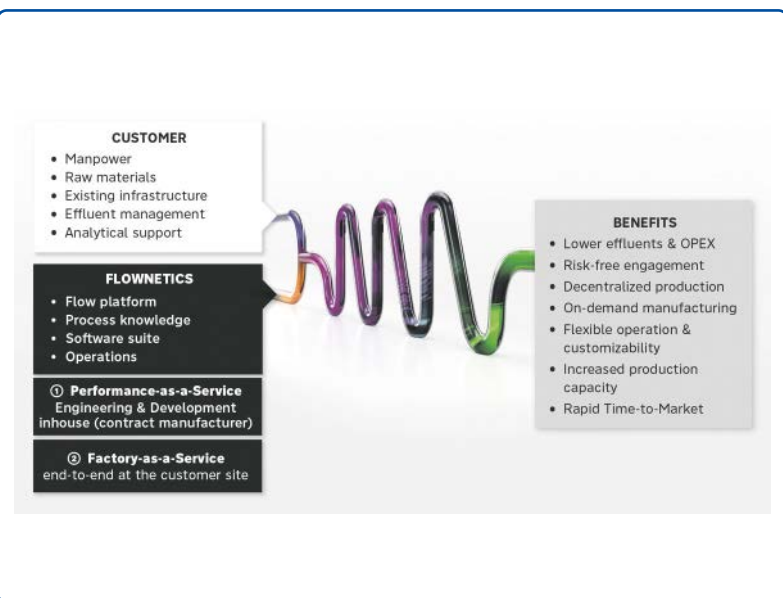 CUSTOMER
• Manpower
• Raw materials
• Existing infrastructure
• Effluent management
• Analytical support
FLOWNETICS
• Flow platform
• Process knowledge
• Software suite
• Operations
① Performance-as-a-Service
Engineering & Development
inhouse (contract manufacturer)
② Factory-as-a-Service
end-to-end at the customer site
BENEFITS
• Lower effluents & OPEX
• Risk-free engagement
• Decentralized production
• On-demand manufacturing
• Flexible operation &
customizability
• Increased production
capacity
• Rapid Time-to-Market